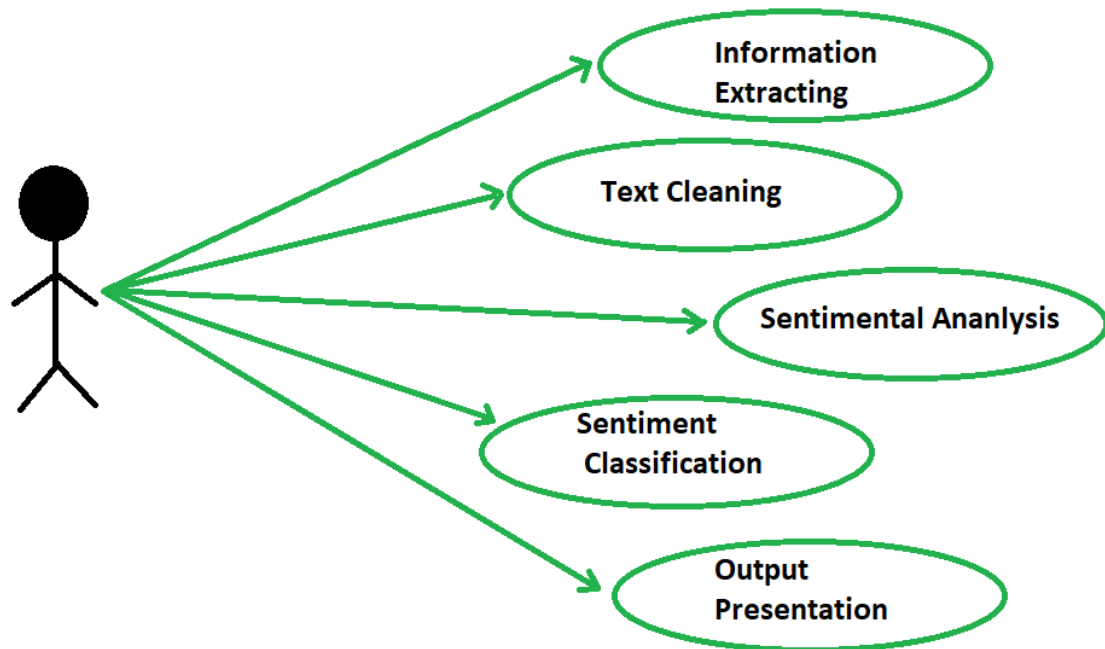 Information
Extracting
Text Cleaning
Sentimental Ananlysis
Sentiment
Classification
Output
Presentation